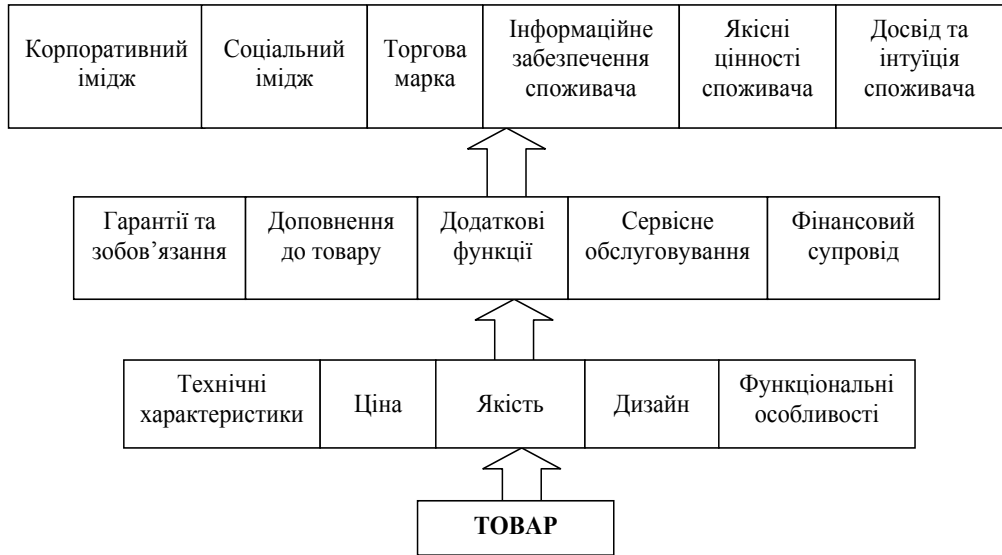 Корпоративний
імідж
Соціальний
імідж
Торгова
марка
Інформаційне
забезпечення
споживача
Якісні
цінності
споживача
Досвід та
інтуїція
споживача
Гарантії та
зобов’язання
Доповнення
до товару
Додаткові
функції
Сервісне
обслуговування
Фінансовий
супровід
Технічні
характеристики
Ціна
Якість
Дизайн
Функціональні
особливості
ТОВАР